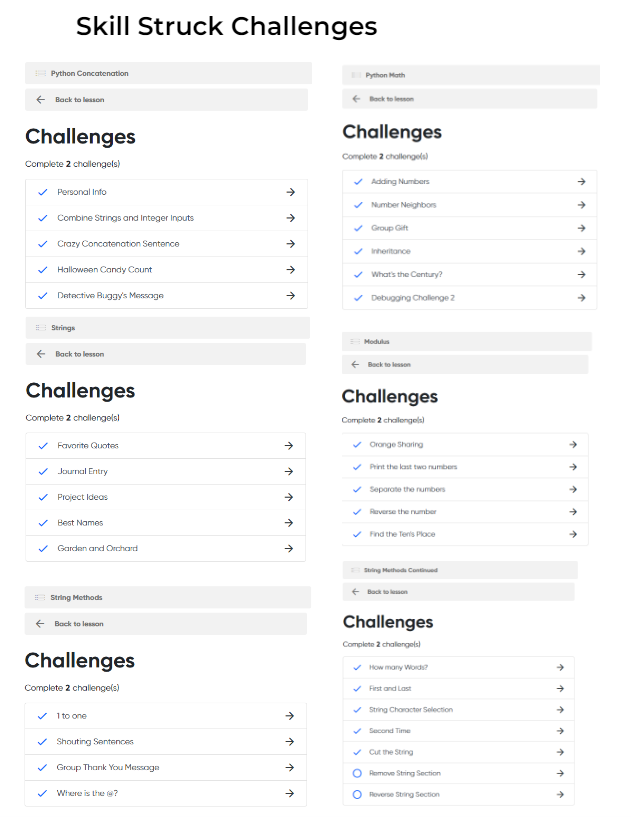 Skill Struck Challenges
Python Concatenation
Back to lesson
Challenges
Complete 2 challenge(s)
Personal Info
Combine Strings and Integer Inputs
Crazy Concatenation Sentence
Halloween Candy Count
Detective Buggy's Message
Strings
Back to lesson
Challenges
Complete 2 challenge(s)
Favorite Quotes
Journal Entry
Project Ideas
Best Names
Garden and Orchard
String Methods
Back to lesson
Challenges
Complete 2 challenge(s)
1 to one
Shouting Sentences
Group Thank You Message
Where is the @?
Python Math
Back to lesson
Challenges
Complete 2 challenge(s)
Adding Numbers
Number Neighbors
Group Gift
Inheritance
What's the Century?
Debugging Challenge 2
Modulus
Back to lesson
Challenges
Complete 2 challenge(s)
Orange Sharing
Print the last two numbers
Separate the numbers
Reverse the number
Find the Ten's Place
String Methods Continued
Back to lesson
Challenges
Complete 2 challenge(s)
How many Words?
First and Last
String Character Selection
Second Time
Cut the String
Remove String Section
Reverse String Section